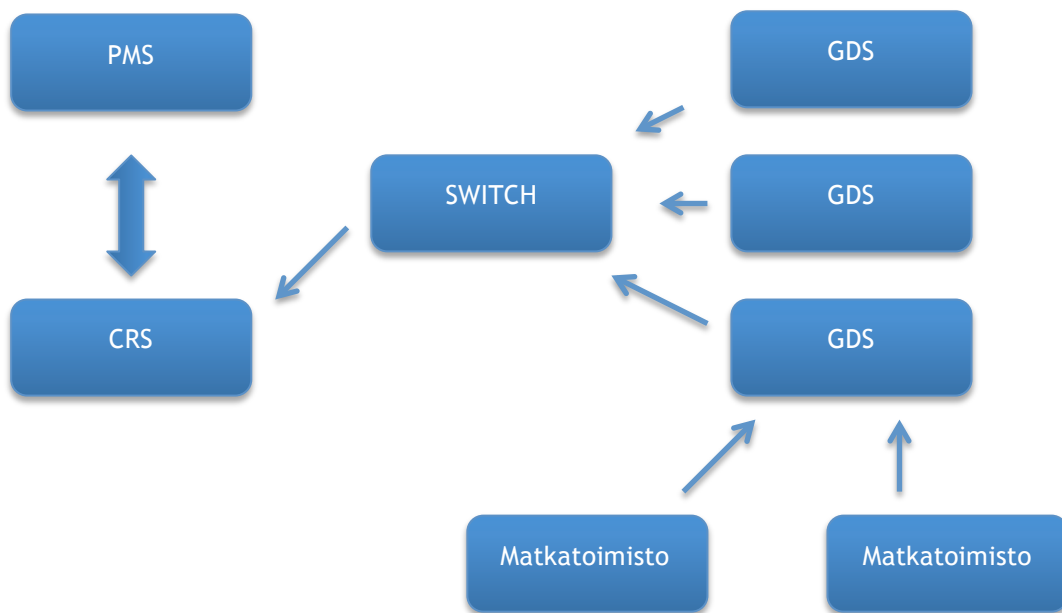 PMS
GDS
SWITCH
GDS
CRS
GDS
Matkatoimisto
Matkatoimisto